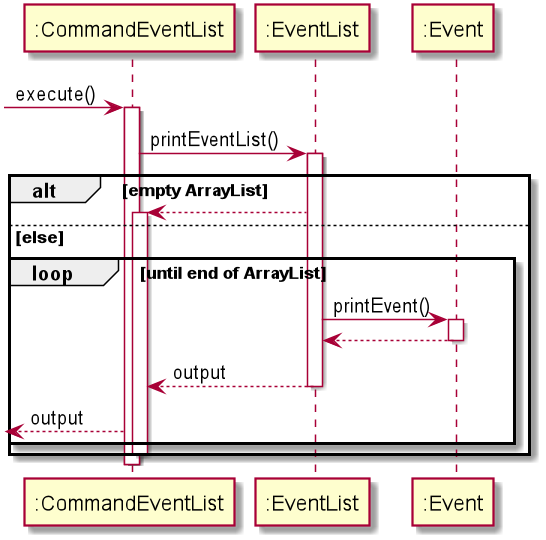 :CommandEventList
:EventList
:Event
execute()
printEventList()
alt
[empty ArrayList]
[else]
loop
[until end of ArrayList]
printEvent()
output
output
:CommandEventList
:EventList
:Event